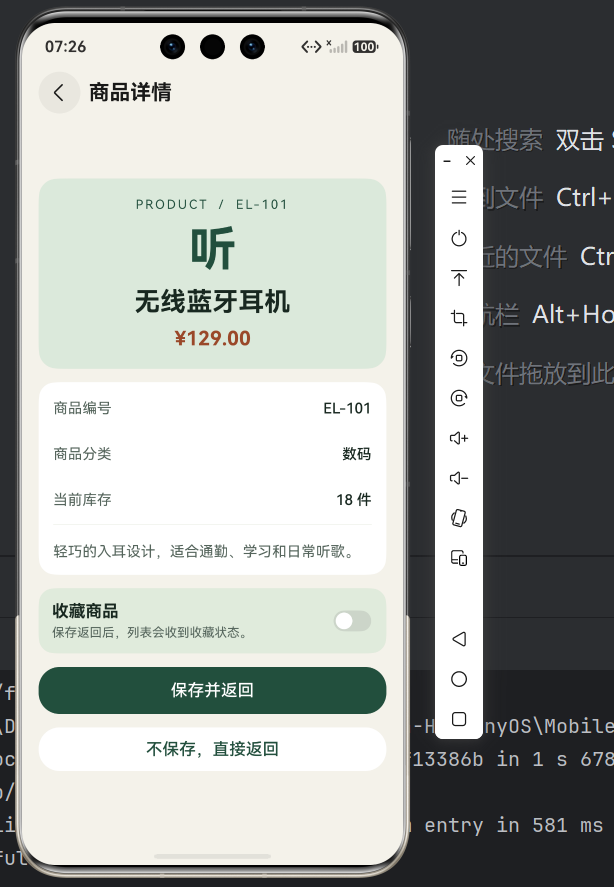 07:26
100
商品详情
PRODUCT / EL-101
听
无线蓝牙耳机
¥129.00
商品编号 EL-101
商品分类 数码
当前库存 18 件
轻巧的入耳设计，适合通勤、学习和日常听歌。
收藏商品
保存返回后，列表会收到收藏状态。
保存并返回
不保存，直接返回
随处搜索 双击
到文件 Ctrl+
近的文件 Ctr
航栏 Alt+Ho
文件拖放到此
nyOS\Mobile
13386b in 1 s 678
entry in 581 ms